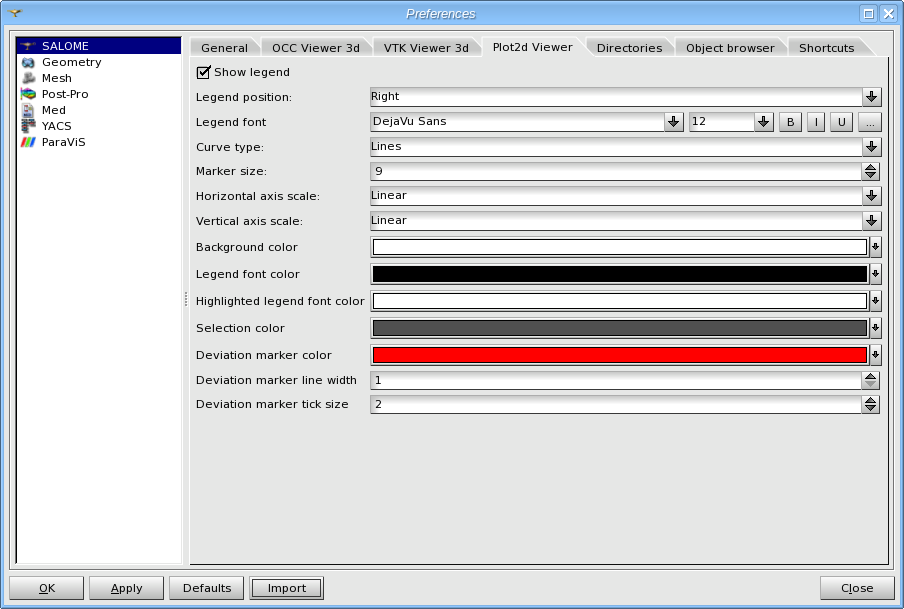 Preferences
SALOME
Geometry
Mesh
Post-Pro
Med
YACS
ParaViS
General OCC Viewer 3d VTK Viewer 3d Plot2d Viewer Directories Object browser Shortcuts
Show legend
Legend position: Right
Legend font DejaVu Sans 12 B I U ...
Curve type: Lines
Marker size: 9
Horizontal axis scale: Linear
Vertical axis scale: Linear
Background color
Legend font color
Highlighted legend font color
Selection color
Deviation marker color
Deviation marker line width 1
Deviation marker tick size 2
OK Apply Defaults Import Close